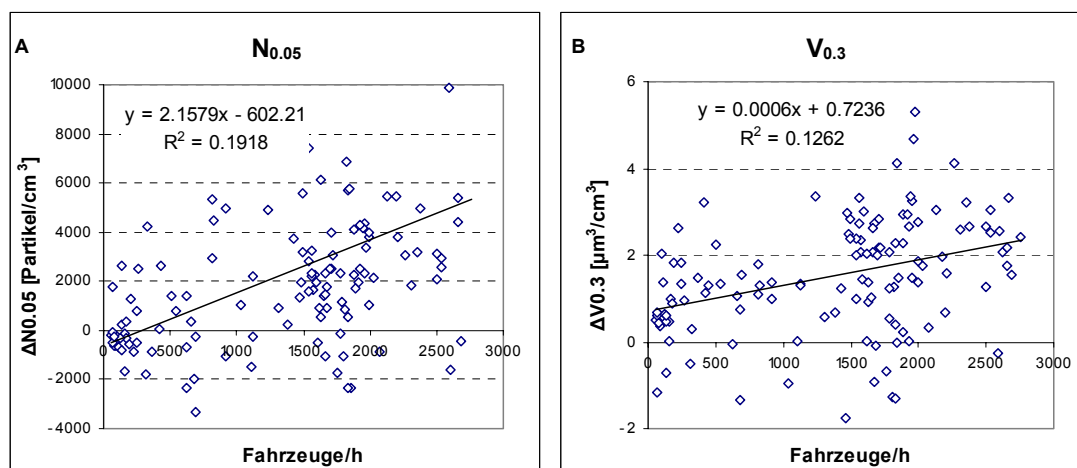 A
N0.05
y = 2.1579x - 602.21
R² = 0.1918
ΔN0.05 [Partikel/cm³]
10000
8000
6000
4000
2000
0
-2000
-4000
0 500 1000 1500 2000 2500 3000
Fahrzeuge/h
B
V0.3
y = 0.0006x + 0.7236
R² = 0.1262
ΔV0.3 [µm³/cm³]
6
4
2
0
-2
0 500 1000 1500 2000 2500 3000
Fahrzeuge/h